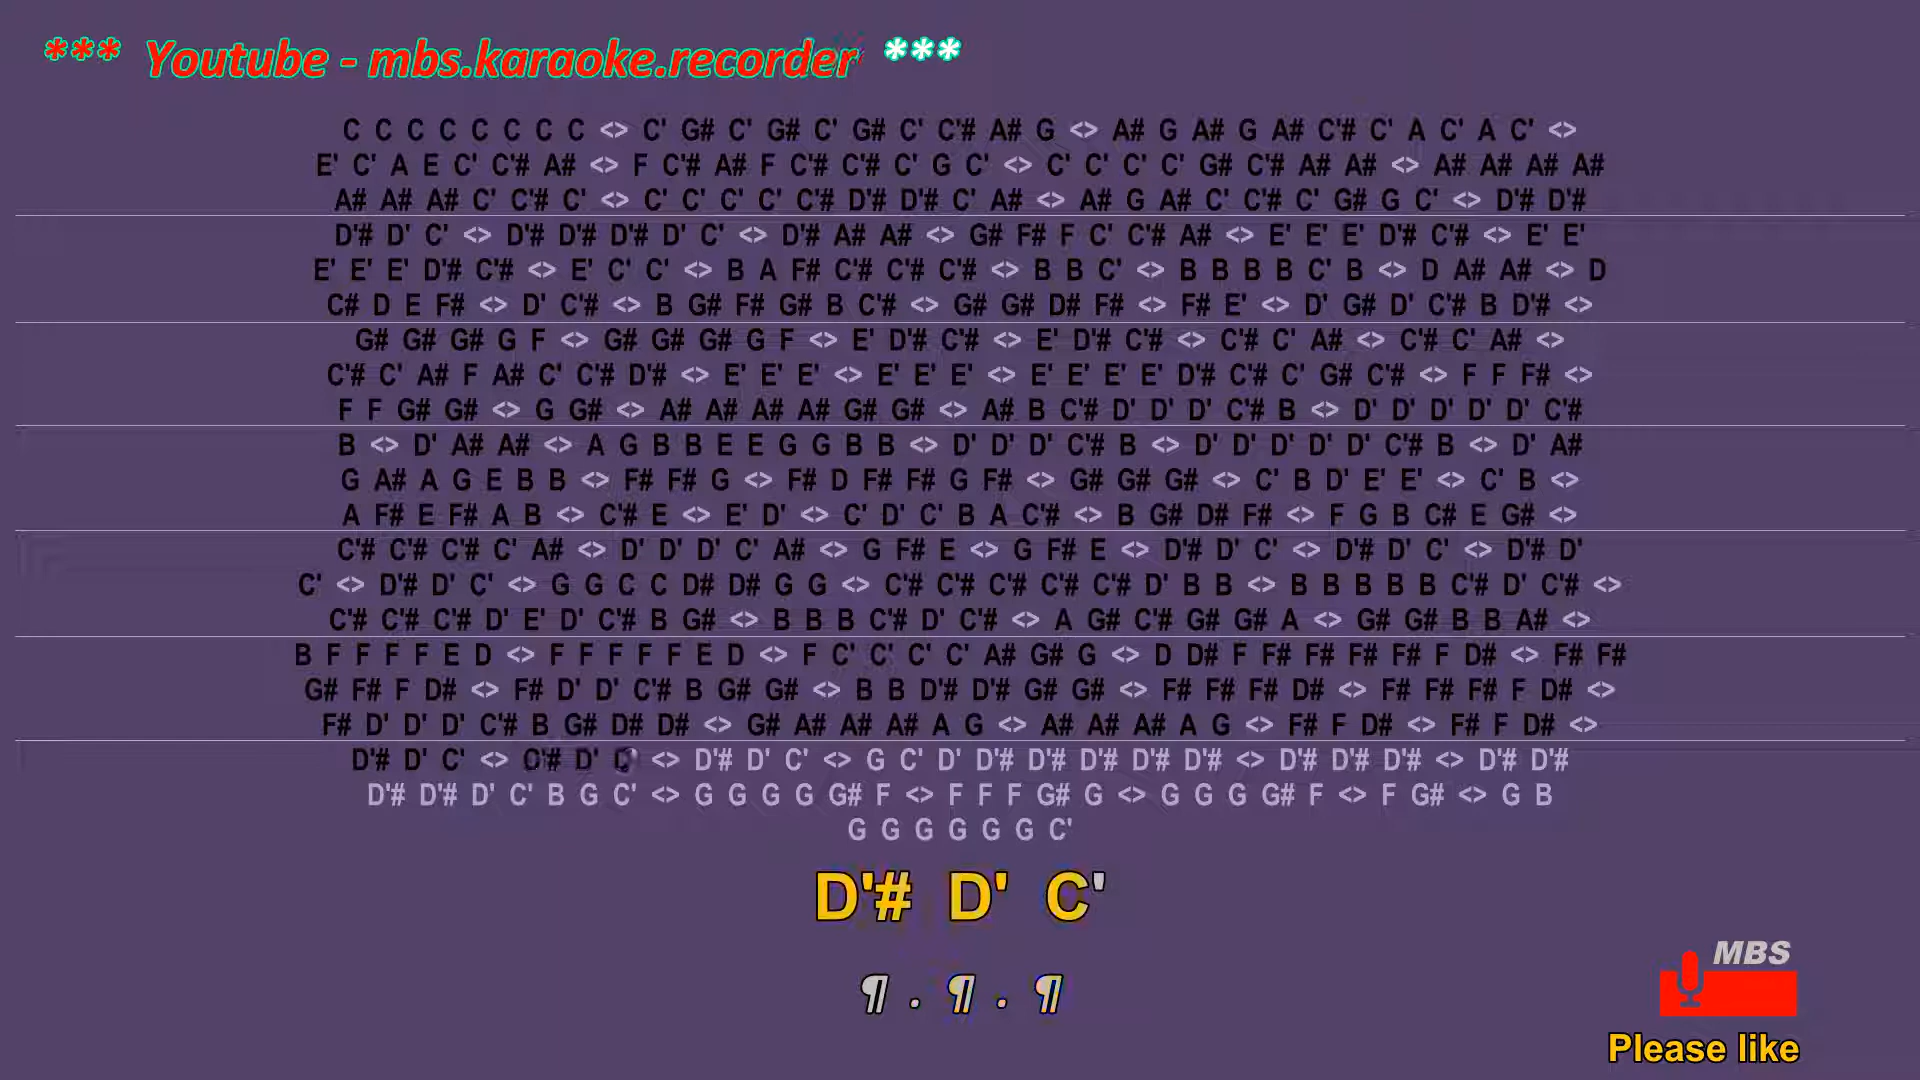 *** Youtube - mbs.karaoke.recorder ***
C C C C C C C C <> C' G# C' G# C' G# C' C'# A# G <> A# G A# G A# C'# C' A C' A C' <>
E' C' A E C' C'# A# <> F C'# A# F C'# C'# C' G C' <> C' C' C' C' G# C'# A# A# <> A# A# A# A#
A# A# A# C' C'# C' <> C' C' C' C' C'# D'# D'# C' A# <> A# G A# C' C'# C' G# G C' <> D'# D'#
D'# D' C' <> D'# D'# D'# D' C' <> D'# A# A# <> G# F# F C' C'# A# <> E' E' E' D'# C'# <> E' E'
E' E' E' D'# C'# <> E' C' C' <> B A F# C'# C'# C'# <> B B C' <> B B B B C' B <> D A# A# <> D
C# D E F# <> D' C'# <> B G# F# G# B C'# <> G# G# D# F# <> F# E' <> D' G# D' C'# B D'# <>
G# G# G# G F <> G# G# G# G F <> E' D'# C'# <> E' D'# C'# <> C'# C' A# <> C'# C' A# <>
C'# C' A# F A# C' C'# D'# <> E' E' E' <> E' E' E' <> E' E' E' E' D'# C'# C' G# C'# <> F F F# <>
F F G# G# <> G G# <> A# A# A# A# G# G# <> A# B C'# D' D' D' C'# B <> D' D' D' D' D' C'#
B <> D' A# A# <> A G B B E E G G B B <> D' D' D' C'# B <> D' D' D' D' D' C'# B <> D' A#
G A# A G E B B <> F# F# G <> F# D F# F# G F# <> G# G# G# <> C' B D' E' E' <> C' B <>
A F# E F# A B <> C'# E <> E' D' <> C' D' C' B A C'# <> B G# D# F# <> F G B C# E G# <>
C'# C'# C'# C' A# <> D' D' D' C' A# <> G F# E <> G F# E <> D'# D' C' <> D'# D' C' <> D'# D'
C' <> D'# D' C' <> G G C C D# D# G G <> C'# C'# C'# C'# C'# D' B B <> B B B B B C'# D' C'# <>
C'# C'# C'# D' E' D' C'# B G# <> B B B C'# D' C'# <> A G# C'# G# G# A <> G# G# B B A# <>
B F F F F E D <> F F F F F E D <> F C' C' C' C' A# G# G <> D D# F F# F# F# F# F D# <> F# F#
G# F# F D# <> F# D' D' C'# B G# G# <> B B D'# D'# G# G# <> F# F# F# D# <> F# F# F# F D# <>
F# D' D' D' C'# B G# D# D# <> G# A# A# A# A G <> A# A# A# A G <> F# F D# <> F# F D# <>
D'# D' C' <> D'# D' C' <> D'# D' C' <> G C' D' D'# D'# D'# D'# D'# <> D'# D'# D'# <> D'# D'#
D'# D'# D' C' B G C' <> G G G G G# F <> F F F G# G <> G G G G# F <> F G# <> G B
G G G G G G C'
D'# D' C'
¶ . ¶ . ¶
MBS
Please like